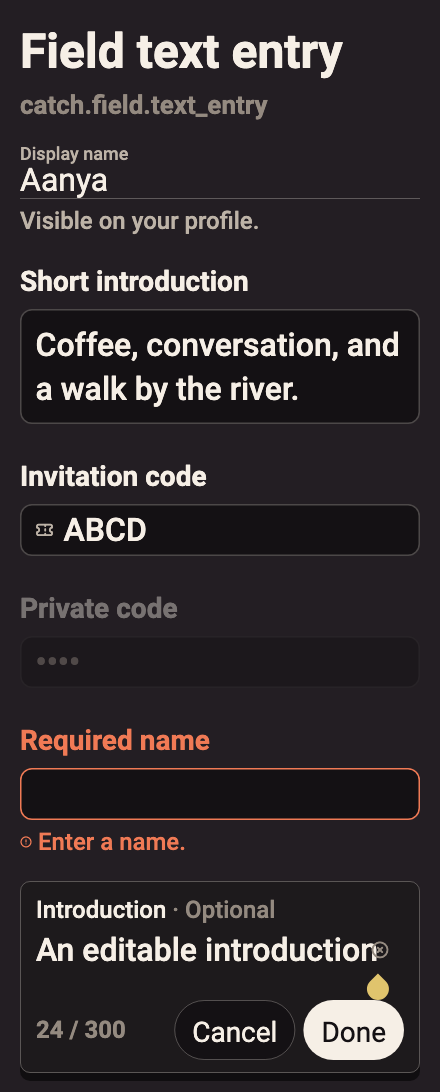 Field text entry
catch.field.text_entry
Display name
Aanya
Visible on your profile.
Short introduction
Coffee, conversation, and
a walk by the river.
Invitation code
ABCD
Private code
••••
Required name
Enter a name.
Introduction · Optional
An editable introduction
24 / 300
Cancel
Done